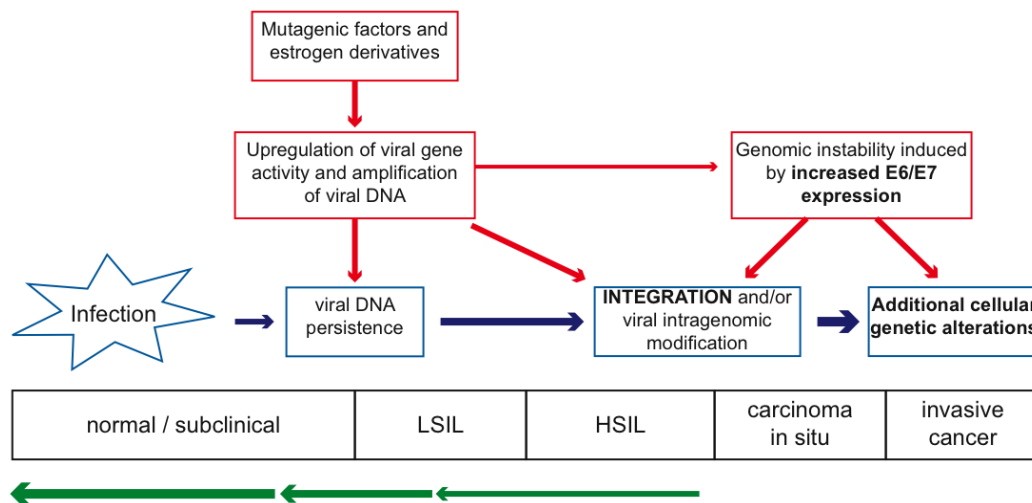 Mutagenic factors and
estrogen derivatives
Upregulation of viral gene
activity and amplification
of viral DNA
Genomic instability induced
by increased E6/E7
expression
Infection
viral DNA
persistence
INTEGRATION and/or
viral intragenomic
modification
Additional cellular
genetic alterations
normal / subclinical
LSIL
HSIL
carcinoma
in situ
invasive
cancer